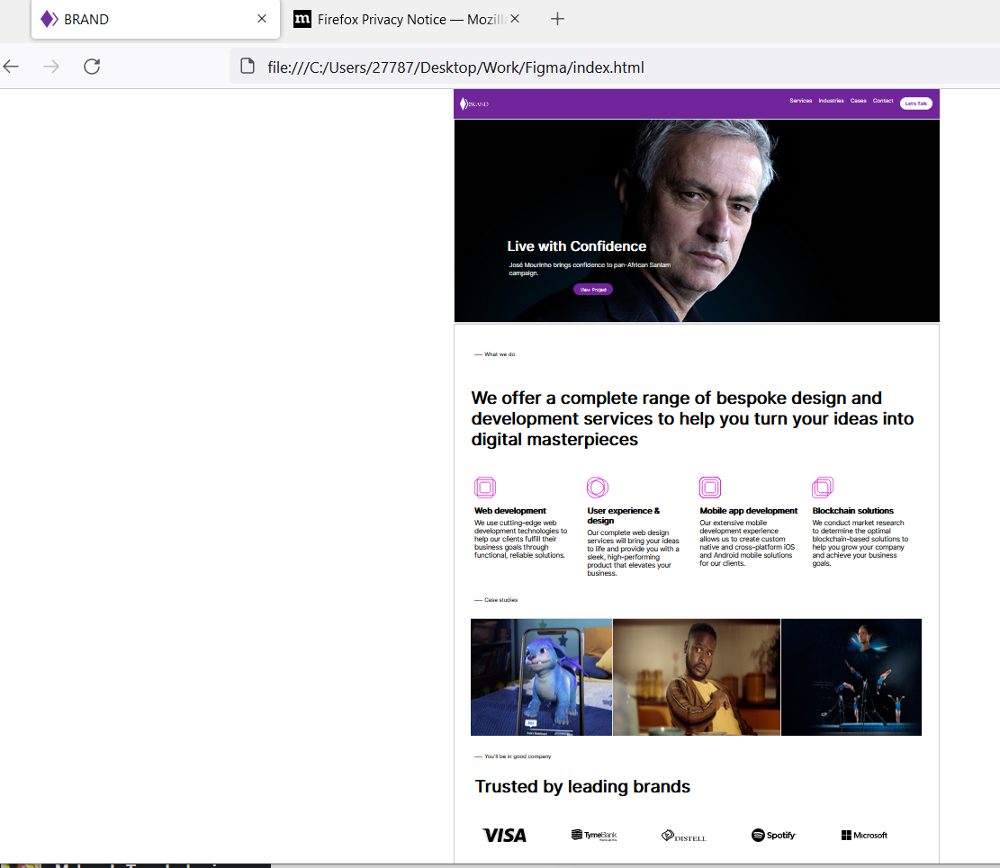 BRAND
m Firefox Privacy Notice — Mozill
file:///C:/Users/27787/Desktop/Work/Figma/index.html
BRAND
Services Industries Cases Contact Let's Talk
Live with Confidence
José Mourinho brings confidence to pan-African Sanlam
campaign.
View Project
What we do
We offer a complete range of bespoke design and
development services to help you turn your ideas into
digital masterpieces
Web development
We use cutting-edge web
development technologies to
help our clients fulfill their
business goals through
functional, reliable solutions.
User experience &
design
Our complete web design
services will bring your ideas
to life and provide you with a
sleek, high-performing
product that elevates your
business.
Mobile app development
Our extensive mobile
development experience
allows us to create custom
native and cross-platform iOS
and Android mobile solutions
for our clients.
Blockchain solutions
We conduct market research
to determine the optimal
blockchain-based solutions to
help you grow your company
and achieve your business
goals.
Case studies
You'll be in good company
Trusted by leading brands
VISA TymeBank DISTELL Spotify Microsoft